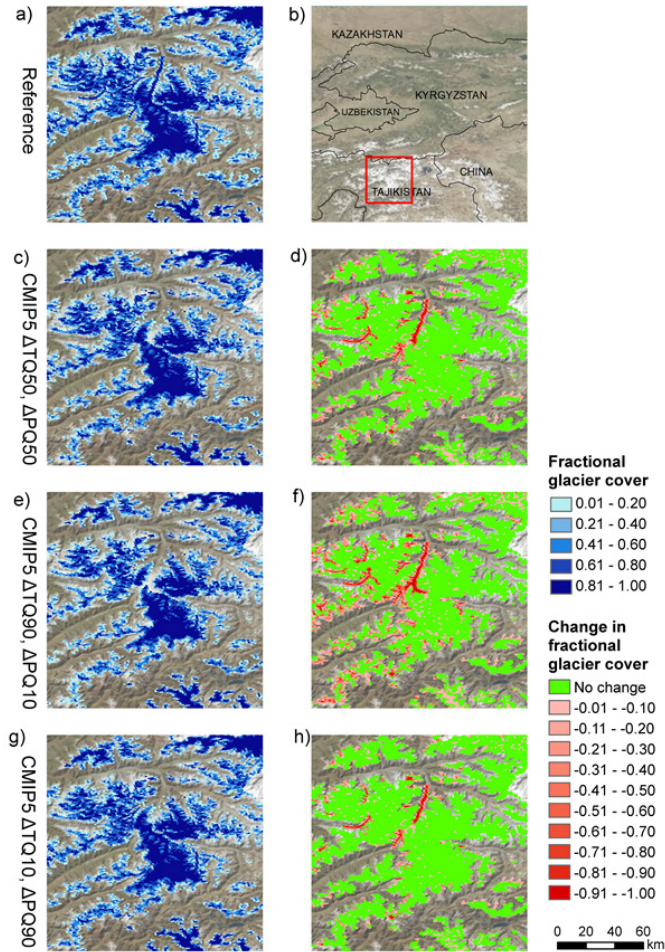 a)
Reference
b)
KAZAKHSTAN
KYRGYZSTAN
UZBEKISTAN
CHINA
TAJIKISTAN
c)
CMIP5 ΔTQ50, ΔPQ50
d)
e)
CMIP5 ΔTQ90, ΔPQ10
f)
g)
CMIP5 ΔTQ10, ΔPQ90
h)
Fractional
glacier cover
0.01 - 0.20
0.21 - 0.40
0.41 - 0.60
0.61 - 0.80
0.81 - 1.00
Change in
fractional
glacier cover
No change
-0.01 - -0.10
-0.11 - -0.20
-0.21 - -0.30
-0.31 - -0.40
-0.41 - -0.50
-0.51 - -0.60
-0.61 - -0.70
-0.71 - -0.80
-0.81 - -0.90
-0.91 - -1.00
0 20 40 60
km